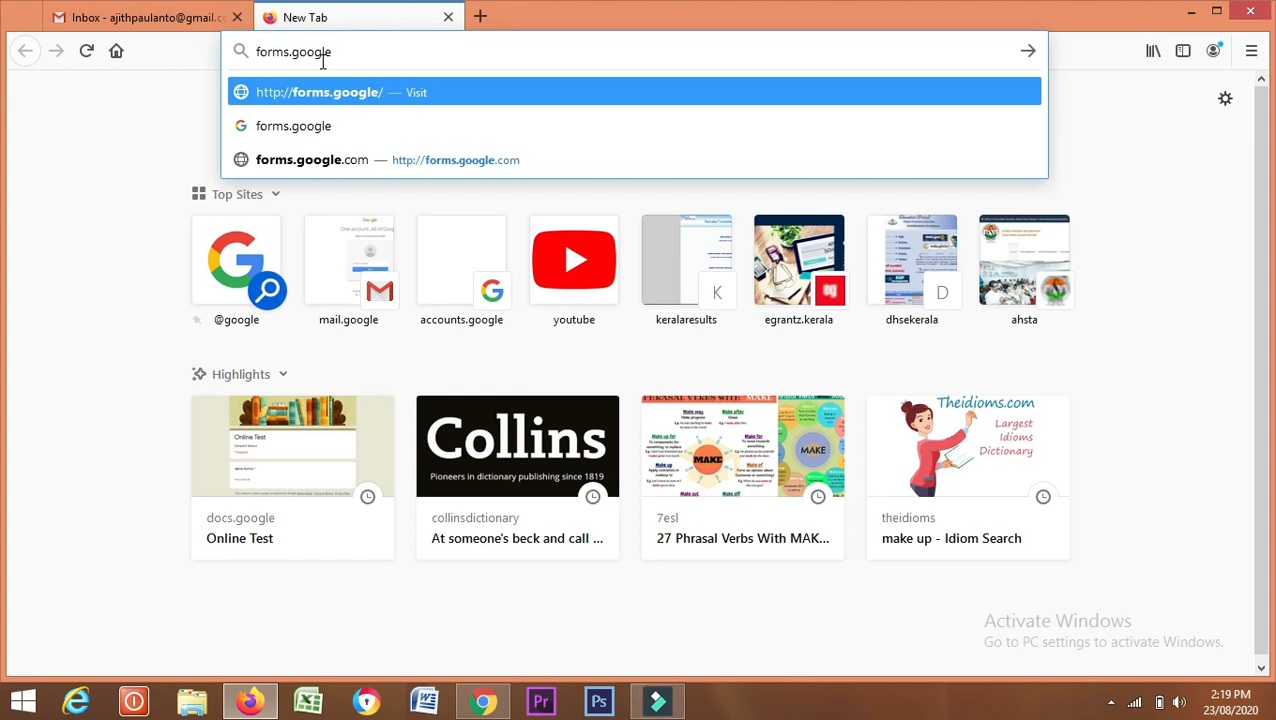 Inbox - ajithpaulanto@gmail.c
New Tab
forms.google
http://forms.google/ — Visit
forms.google
forms.google.com — http://forms.google.com
Top Sites
@google
mail.google
accounts.google
youtube
K
keralaresults
egrantz.kerala
D
dhsekerala
ahsta
Highlights
Online Test
Collins
Pioneers in dictionary publishing since 1819
MAKE
MAKE
Theidioms.com
Largest
Idioms
Dictionary
docs.google
Online Test
collinsdictionary
At someone's beck and call ...
7esl
27 Phrasal Verbs With MAK...
theidioms
make up - Idiom Search
Activate Windows
Go to PC settings to activate Windows.
Pr
Ps
2:19 PM
23/08/2020